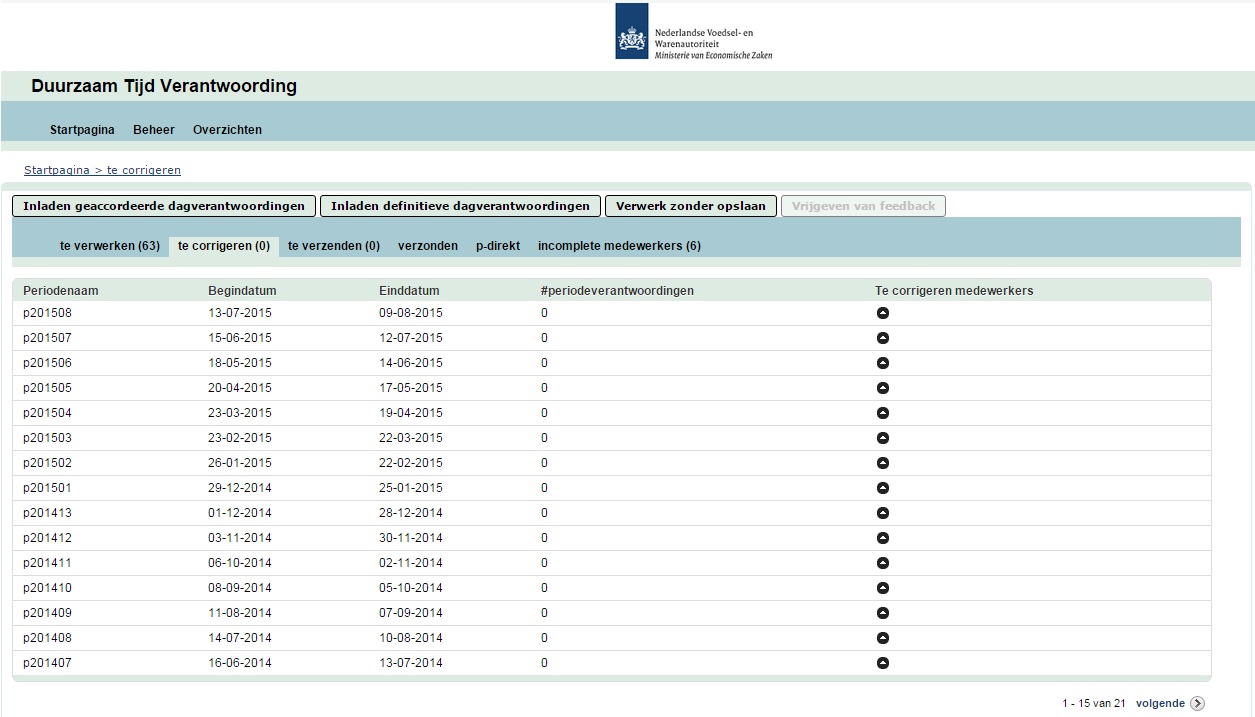 Nederlandse Voedsel- en
Warenautoriteit
Ministerie van Economische Zaken
Duurzaam Tijd Verantwoording
Startpagina Beheer Overzichten
Startpagina > te corrigeren
Inladen geaccordeerde dagverantwoordingen Inladen definitieve dagverantwoordingen Verwerk zonder opslaan Vrijgeven van feedback
te verwerken (63) te corrigeren (0) te verzenden (0) verzonden p-direkt incomplete medewerkers (6)
Periodenaam Begindatum Einddatum #periodeverantwoordingen Te corrigeren medewerkers
p201508 13-07-2015 09-08-2015 0
p201507 15-06-2015 12-07-2015 0
p201506 18-05-2015 14-06-2015 0
p201505 20-04-2015 17-05-2015 0
p201504 23-03-2015 19-04-2015 0
p201503 23-02-2015 22-03-2015 0
p201502 26-01-2015 22-02-2015 0
p201501 29-12-2014 25-01-2015 0
p201413 01-12-2014 28-12-2014 0
p201412 03-11-2014 30-11-2014 0
p201411 06-10-2014 02-11-2014 0
p201410 08-09-2014 05-10-2014 0
p201409 11-08-2014 07-09-2014 0
p201408 14-07-2014 10-08-2014 0
p201407 16-06-2014 13-07-2014 0
1 - 15 van 21 volgende